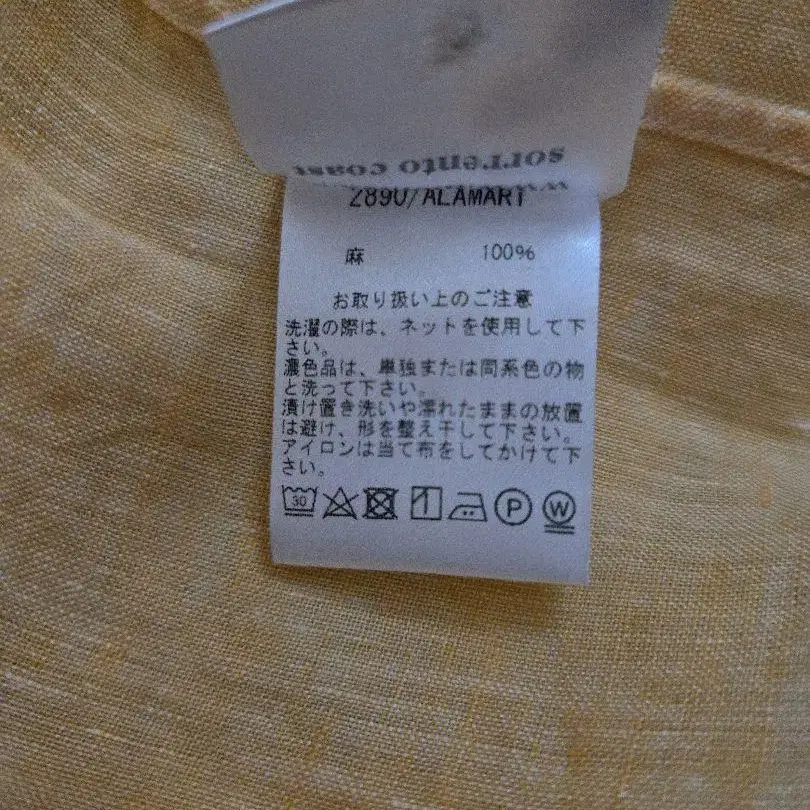 sorrento coast
2890/ALAMARY
麻 100%
お取り扱い上のご注意
洗濯の際は、ネットを使用して下
さい。
濃色品は、単独または同系色の物
と洗って下さい。
漬け置き洗いや濡れたままの放置
は避け、形を整え干して下さい。
アイロンは当て布をしてかけて下
さい。
30
P
W